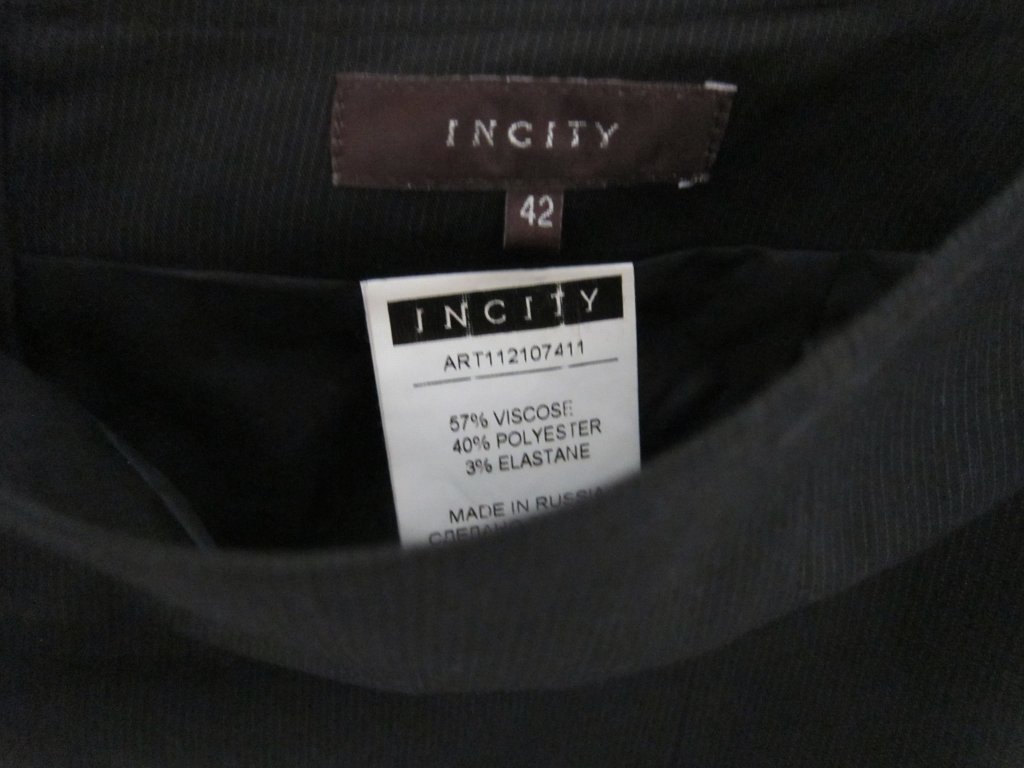 INCITY
42
INCITY
ART112107411
57% VISCOSE
40% POLYESTER
3% ELASTANE
MADE IN RUSSIA